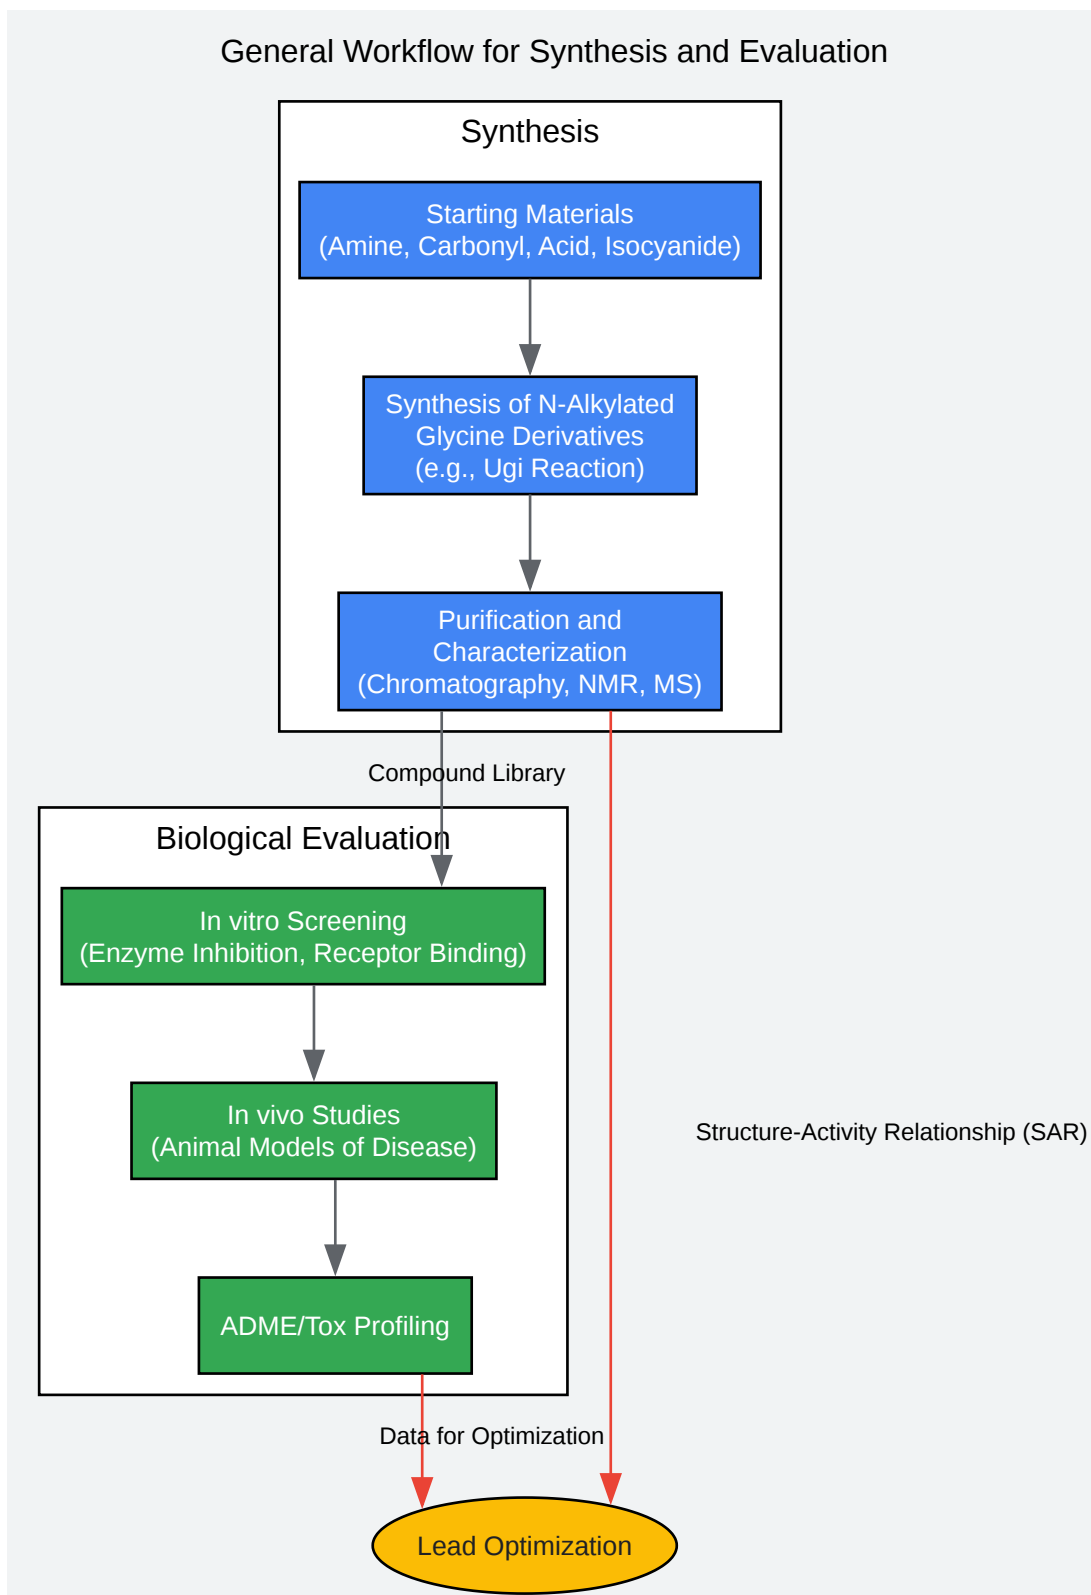 General Workflow for Synthesis and Evaluation
Synthesis
Starting Materials
(Amine, Carbonyl, Acid, Isocyanide)
Synthesis of N-Alkylated
Glycine Derivatives
(e.g., Ugi Reaction)
Purification and
Characterization
(Chromatography, NMR, MS)
Compound Library
Biological Evaluation
In vitro Screening
(Enzyme Inhibition, Receptor Binding)
In vivo Studies
(Animal Models of Disease)
Structure-Activity Relationship (SAR)
ADME/Tox Profiling
Data for Optimization
Lead Optimization